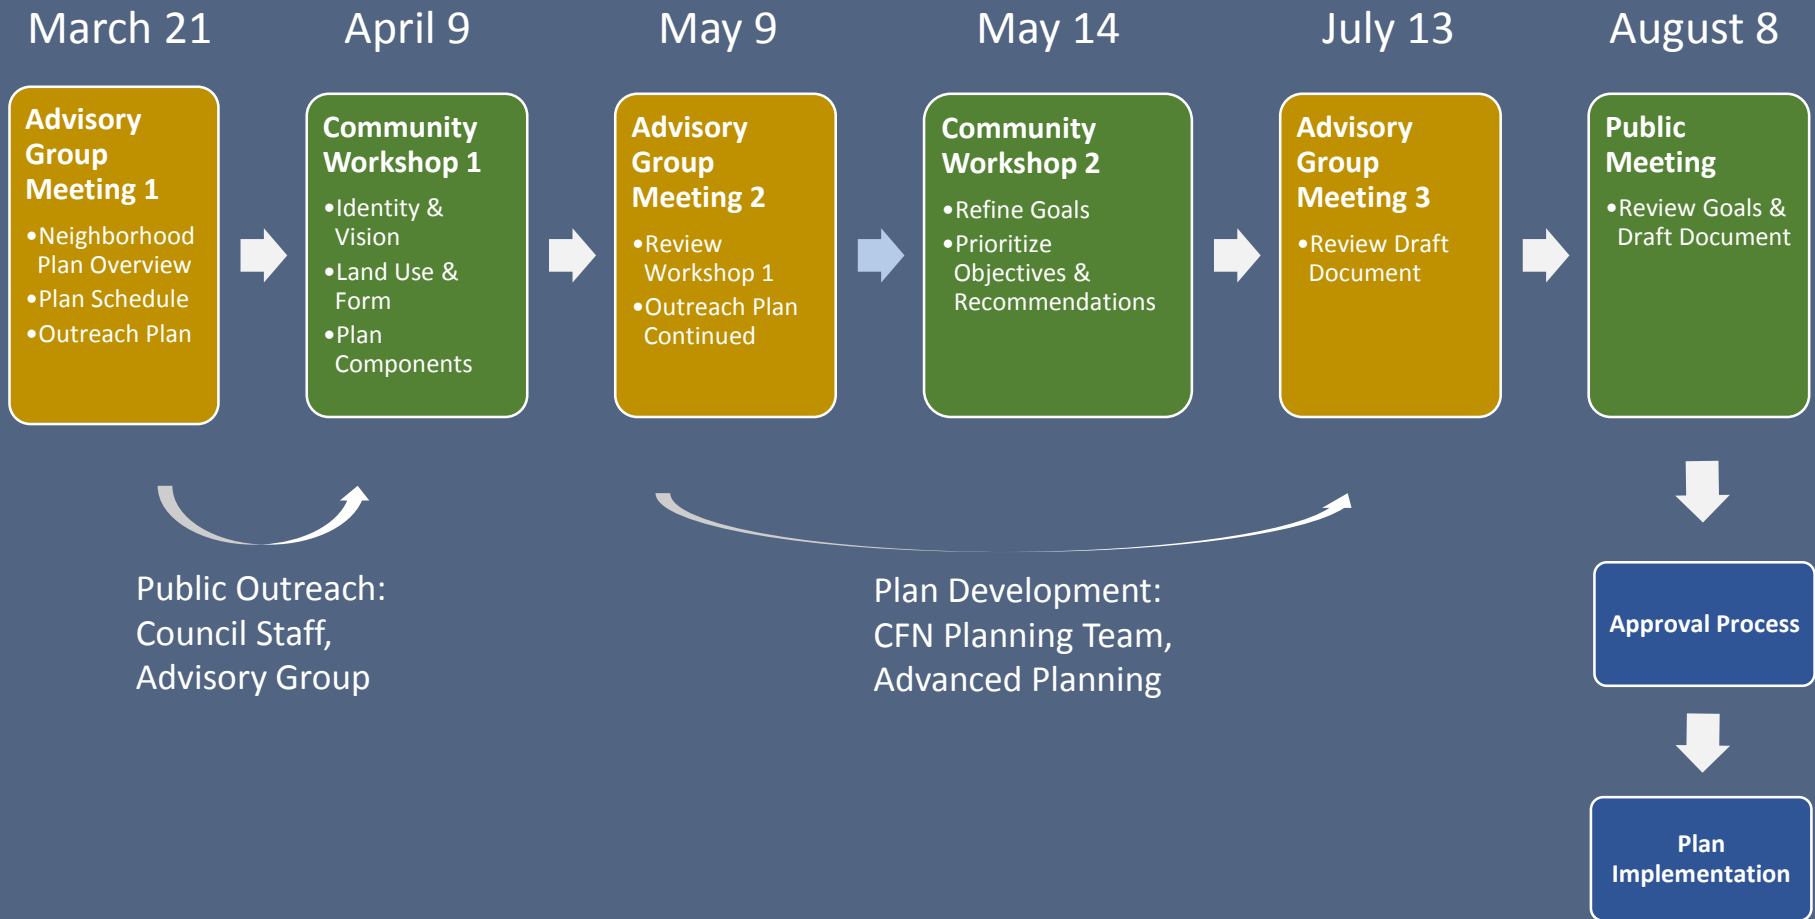 March 21
April 9
May 9
May 14
July 13
August 8
Advisory
Group
Meeting 1
•Neighborhood
Plan Overview
•Plan Schedule
•Outreach Plan
Community
Workshop 1
•Identity &
Vision
•Land Use &
Form
•Plan
Components
Advisory
Group
Meeting 2
•Review
Workshop 1
•Outreach Plan
Continued
Community
Workshop 2
•Refine Goals
•Prioritize
Objectives &
Recommendations
Advisory
Group
Meeting 3
•Review Draft
Document
Public
Meeting
•Review Goals &
Draft Document
Public Outreach:
Council Staff,
Advisory Group
Plan Development:
CFN Planning Team,
Advanced Planning
Approval Process
Plan
Implementation